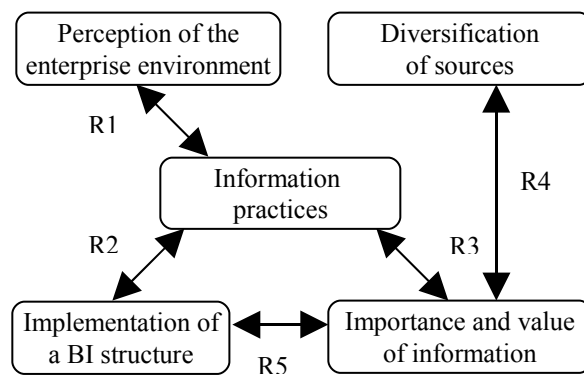 Perception of the
enterprise environment
Diversification
of sources
R1
R4
Information
practices
R2
R3
Implementation of
a BI structure
R5
Importance and value
of information